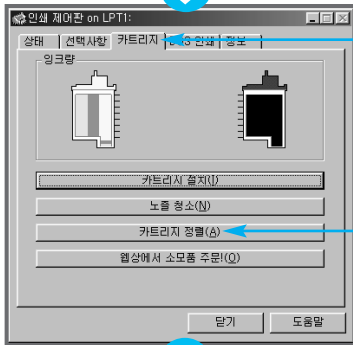 인쇄 제어판 on LPT1:
상태 선택사항 카트리지 인쇄 정보
잉크량
카트리지 설치(I)
노즐 청소(N)
카트리지 정렬(A)
웹상에서 소모품 주문!(O)
닫기 도움말